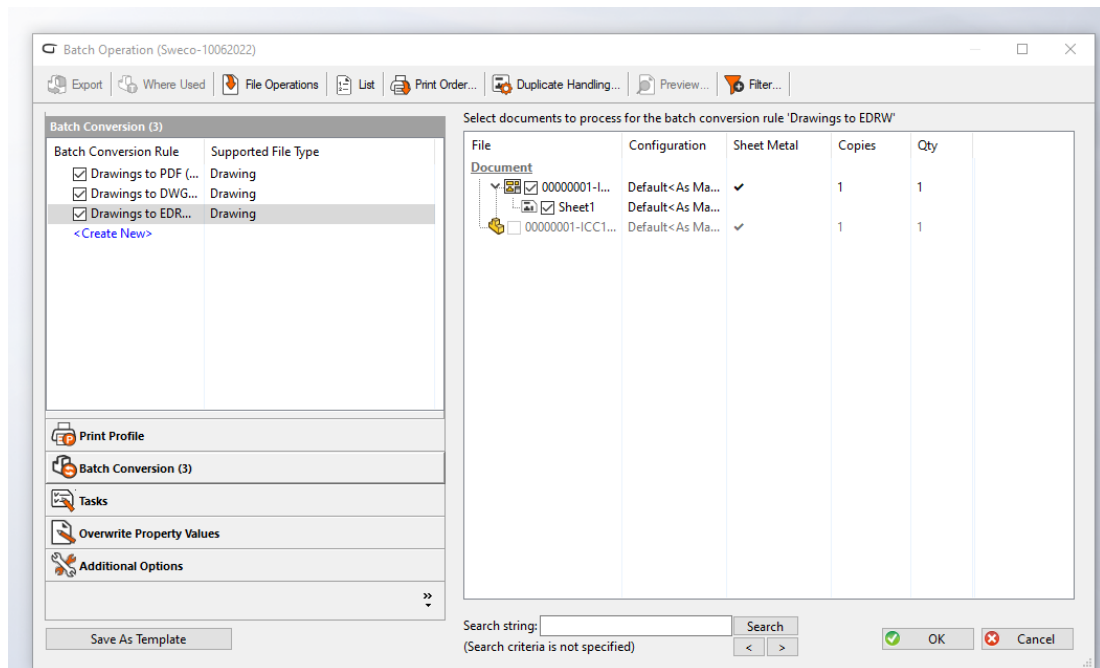 Batch Operation (Sweco-10062022)
Export Where Used File Operations List Print Order... Duplicate Handling... Preview... Filter...
Batch Conversion (3)
Batch Conversion Rule Supported File Type
Drawings to PDF (... Drawing
Drawings to DWG... Drawing
Drawings to EDR... Drawing
<Create New>
Print Profile
Batch Conversion (3)
Tasks
Overwrite Property Values
Additional Options
»
Save As Template
Select documents to process for the batch conversion rule 'Drawings to EDRW'
File Configuration Sheet Metal Copies Qty
Document
00000001-I... Default<As Ma... 1 1
Sheet1 Default<As Ma...
00000001-ICC1... Default<As Ma... 1 1
Search string: Search
(Search criteria is not specified) < >
OK Cancel